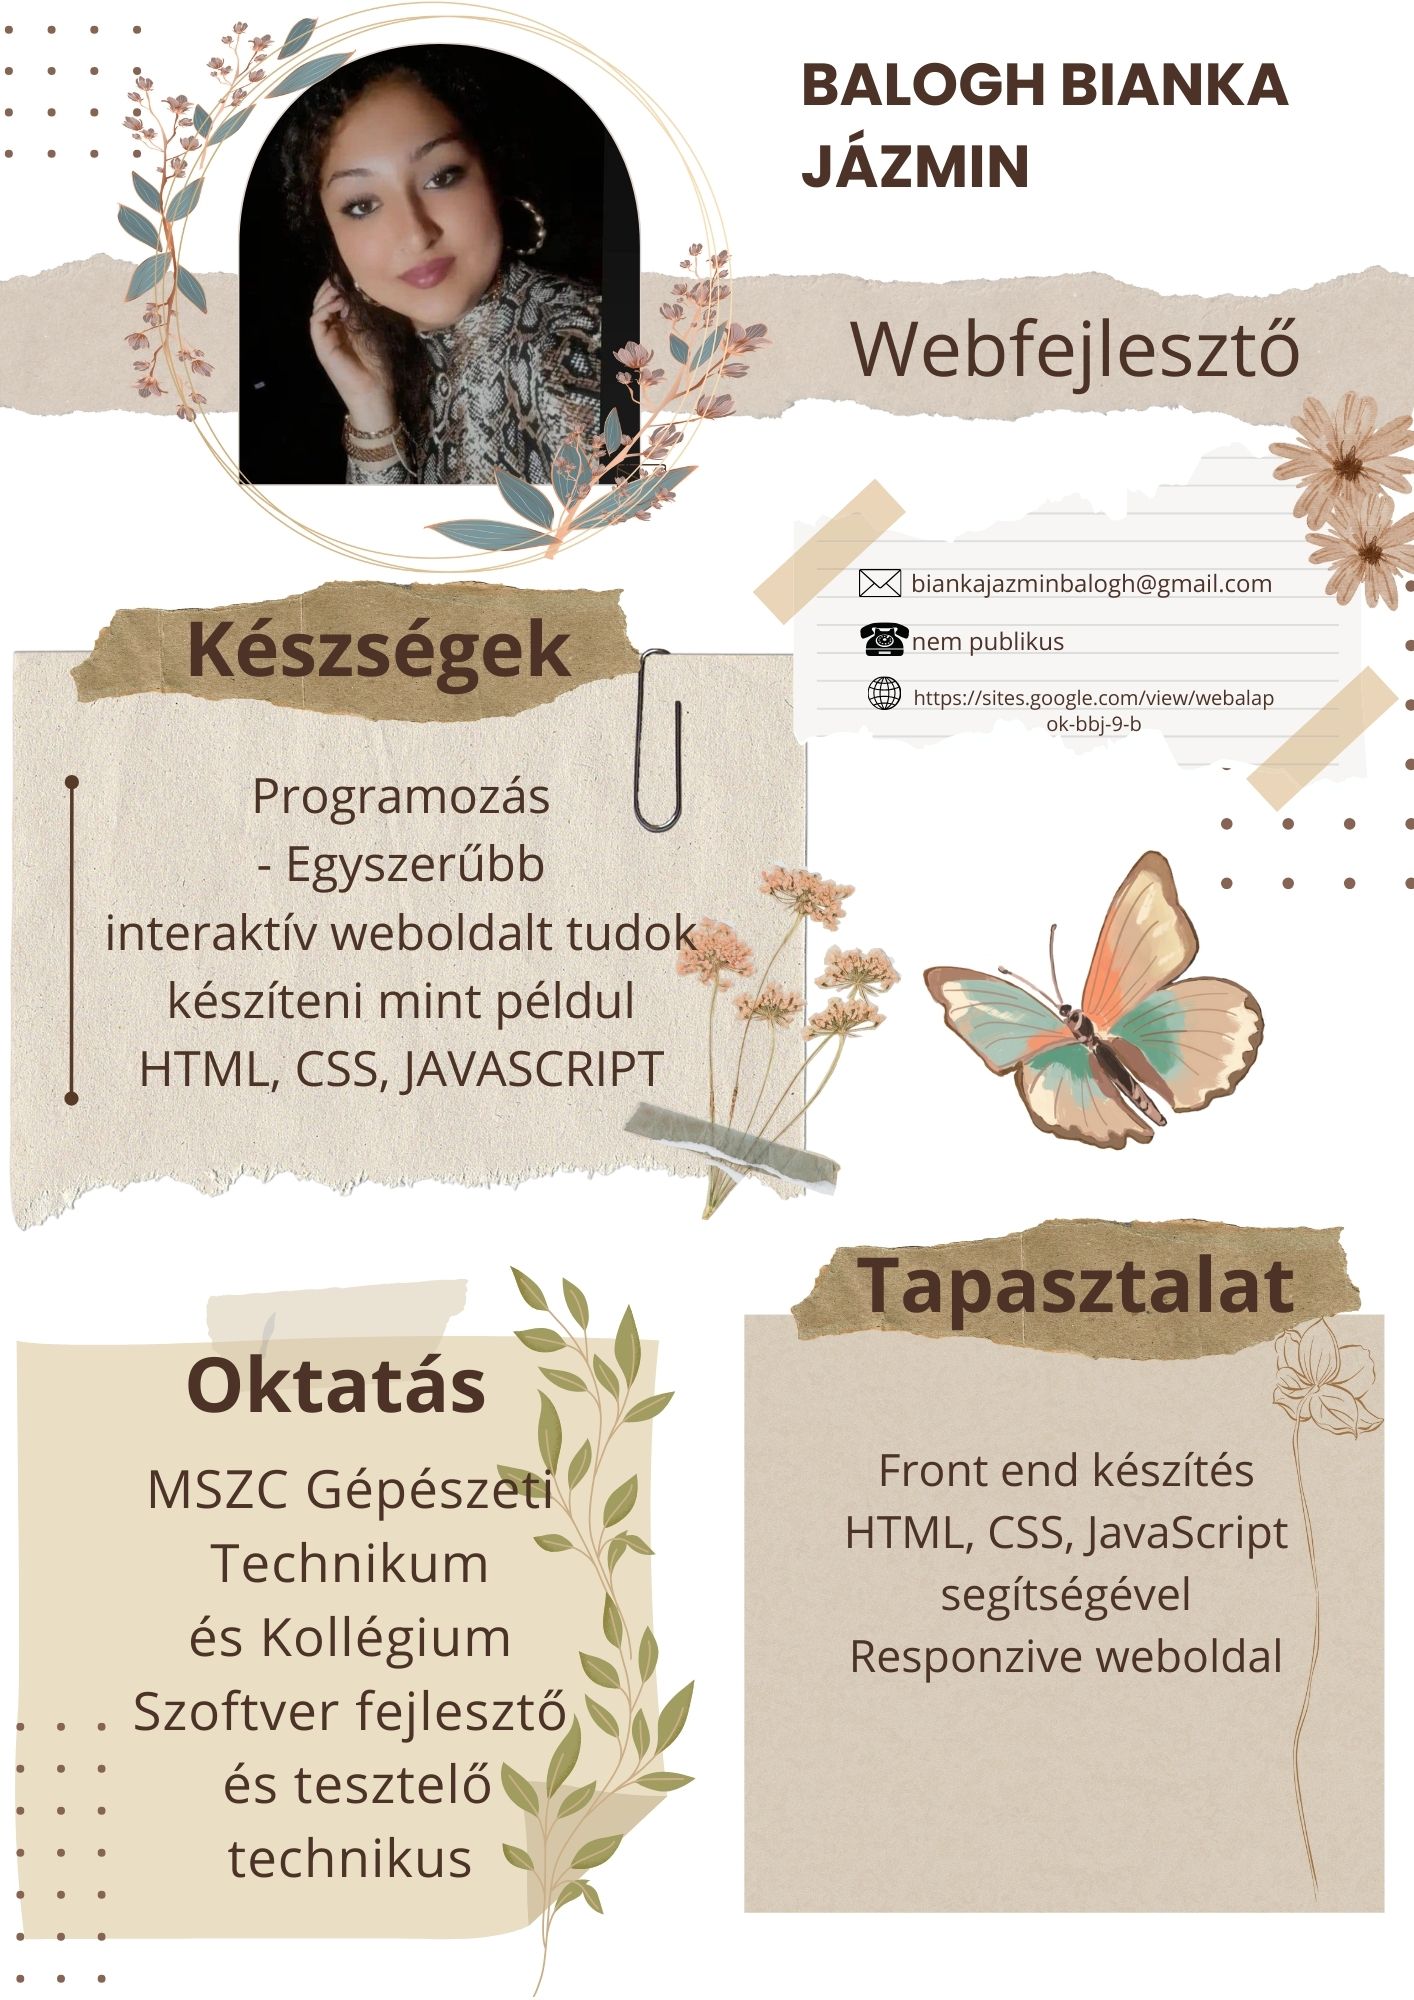 BALOGH BIANKA
JÁZMIN
Webfejlesztő
biankajazminbalogh@gmail.com
nem publikus
https://sites.google.com/view/webalap
ok-bbj-9-b
Készségek
Programozás
- Egyszerűbb
interaktív weboldalt tudok
készíteni mint példul
HTML, CSS, JAVASCRIPT
Oktatás
MSZC Gépészeti
Technikum
és Kollégium
Szoftver fejlesztő
és tesztelő
technikus
Tapasztalat
Front end készítés
HTML, CSS, JavaScript
segítségével
Responzive weboldal